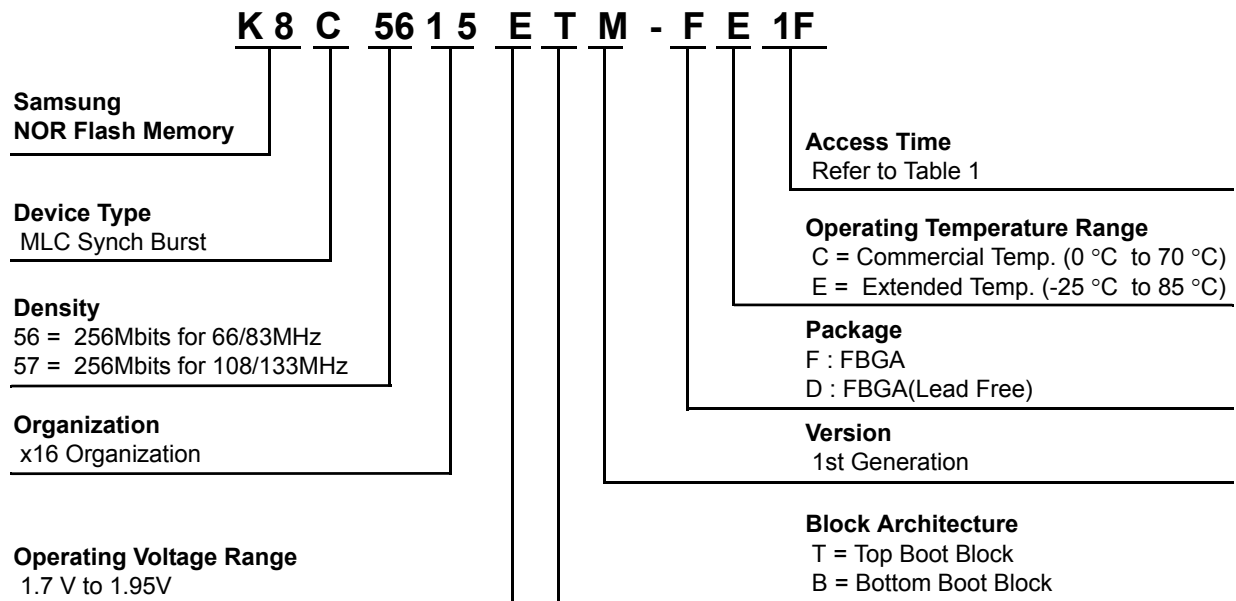 K 8 C 56 1 5 E T M - F E 1F
Samsung
NOR Flash Memory
Device Type
MLC Synch Burst
Density
56 = 256Mbits for 66/83MHz
57 = 256Mbits for 108/133MHz
Organization
x16 Organization
Operating Voltage Range
1.7 V to 1.95V
Access Time
Refer to Table 1
Operating Temperature Range
C = Commercial Temp. (0 °C to 70 °C)
E = Extended Temp. (-25 °C to 85 °C)
Package
F : FBGA
D : FBGA(Lead Free)
Version
1st Generation
Block Architecture
T = Top Boot Block
B = Bottom Boot Block